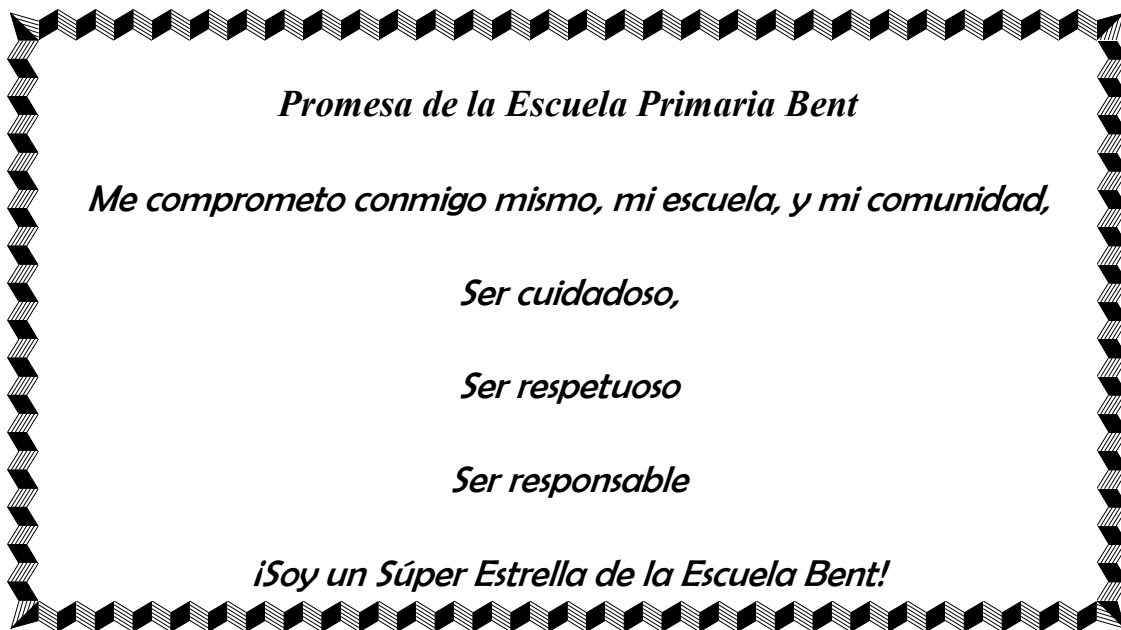 Promesa de la Escuela Primaria Bent
Me comprometo conmigo mismo, mi escuela, y mi comunidad,
Ser cuidadoso,
Ser respetuoso
Ser responsable
¡Soy un Súper Estrella de la Escuela Bent!